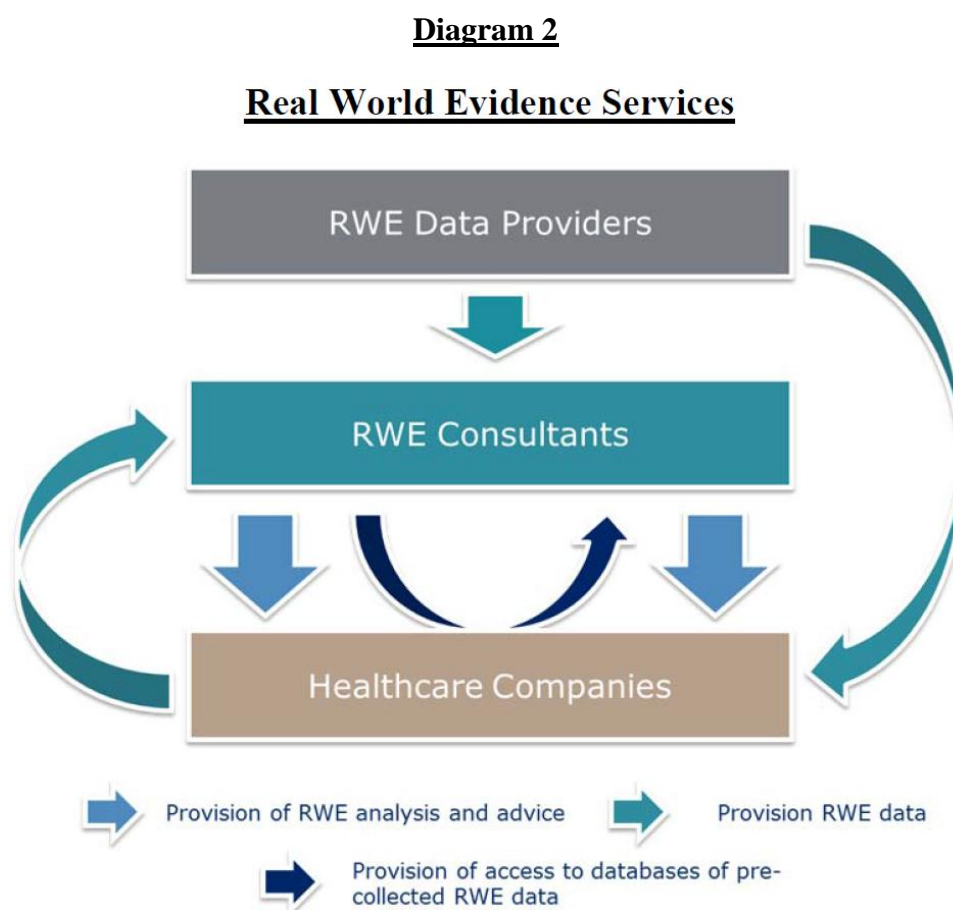 Diagram 2
Real World Evidence Services
RWE Data Providers
RWE Consultants
Healthcare Companies
Provision of RWE analysis and advice
Provision RWE data
Provision of access to databases of pre-
collected RWE data